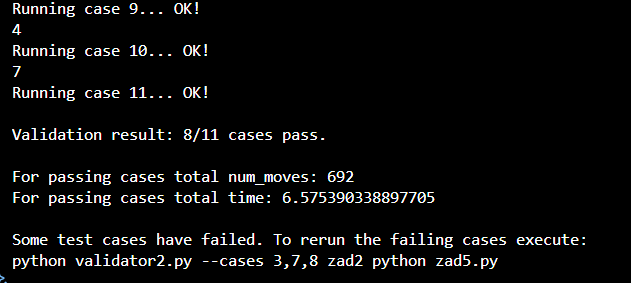 Running case 9... OK!
4
Running case 10... OK!
7
Running case 11... OK!
Validation result: 8/11 cases pass.
For passing cases total num_moves: 692
For passing cases total time: 6.575390338897705
Some test cases have failed. To rerun the failing cases execute:
python validator2.py --cases 3,7,8 zad2 python zad5.py